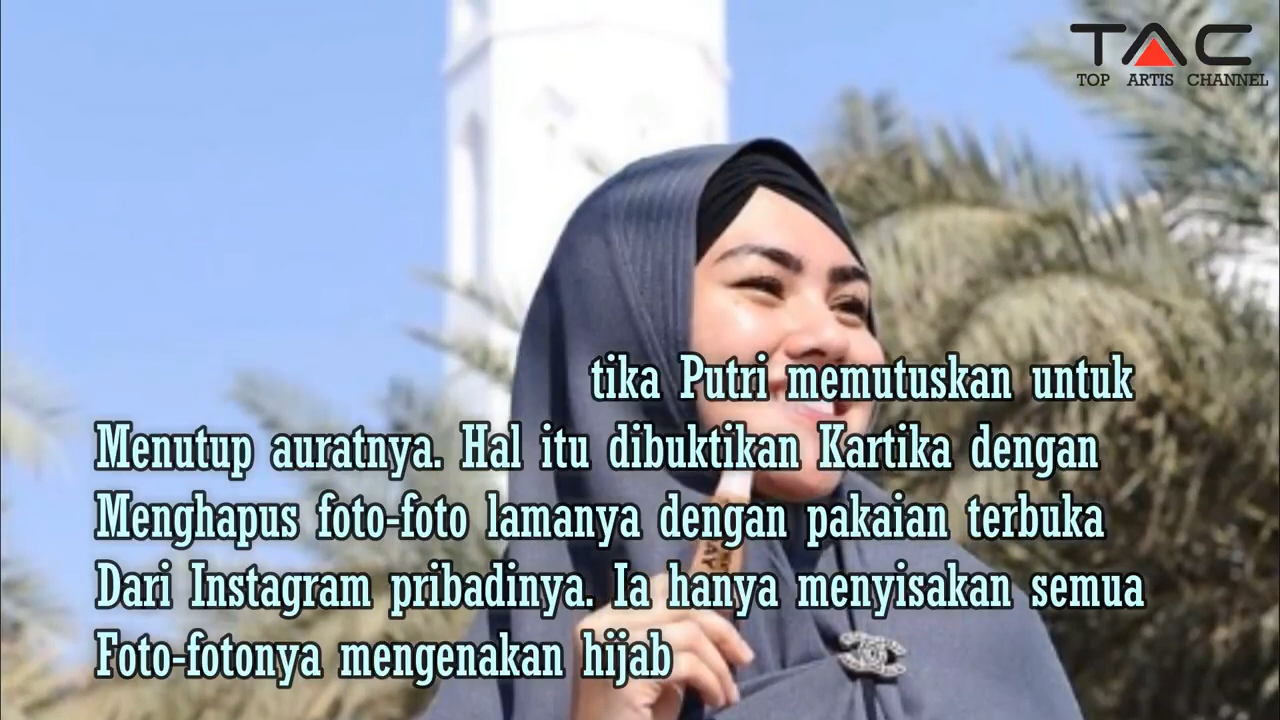 TAC
TOP ARTIS CHANNEL
tika Putri memutuskan untuk
Menutup auratnya. Hal itu dibuktikan Kartika dengan
Menghapus foto-foto lamanya dengan pakaian terbuka
Dari Instagram pribadinya. Ia hanya menyisakan semua
Foto-fotonya mengenakan hijab